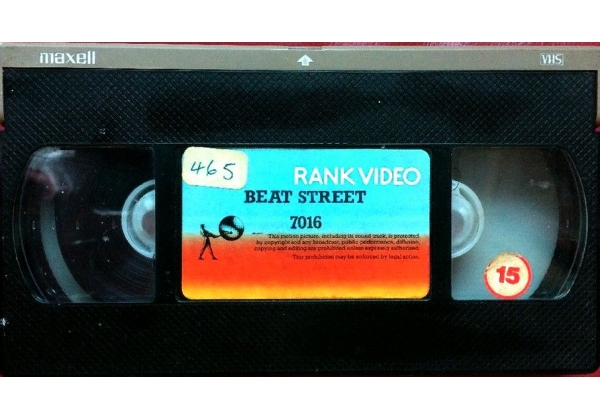 maxell
VHS
465
RANK VIDEO
BEAT STREET
7016
This motion picture, including its sound track, is protected
by copyright and any broadcast, public performance, diffusion,
copying and editing are prohibited unless expressly authorised.
This prohibition may be enforced by legal action.
15